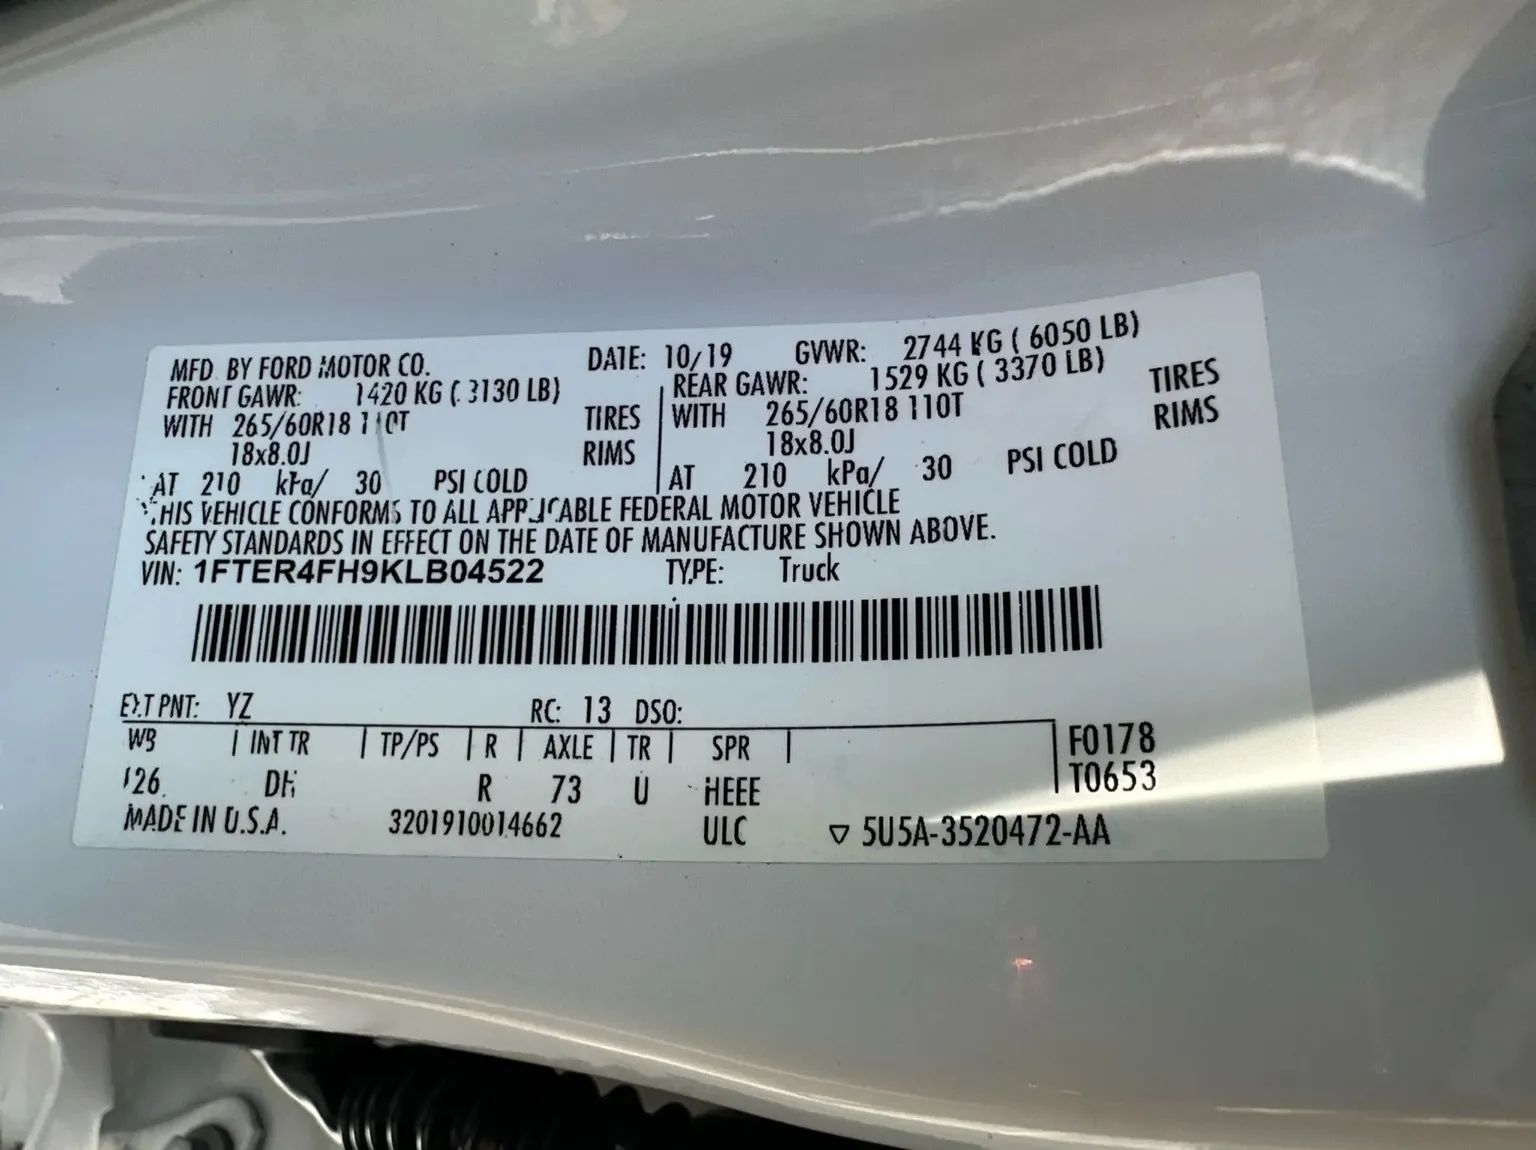 MFD. BY FORD MOTOR CO. DATE: 10/19 GVWR: 2744 KG ( 6050 LB)
FRONT GAWR: 1420 KG ( 3130 LB) REAR GAWR: 1529 KG ( 3370 LB)
WITH 265/60R18 110T TIRES WITH 265/60R18 110T TIRES
18x8.0J RIMS 18x8.0J RIMS
AT 210 kPa/ 30 PSI COLD AT 210 kPa/ 30 PSI COLD
THIS VEHICLE CONFORMS TO ALL APPLICABLE FEDERAL MOTOR VEHICLE
SAFETY STANDARDS IN EFFECT ON THE DATE OF MANUFACTURE SHOWN ABOVE.
VIN: 1FTER4FH9KLB04522 TYPE: Truck
EXT PNT: YZ RC: 13 DSO:
WB | INT TR | TP/PS | R | AXLE | TR | SPR | F0178
126 R 73 U HEEE T0653
MADE IN U.S.A. 3201910014662 ULC ▽ 5U5A-3520472-AA